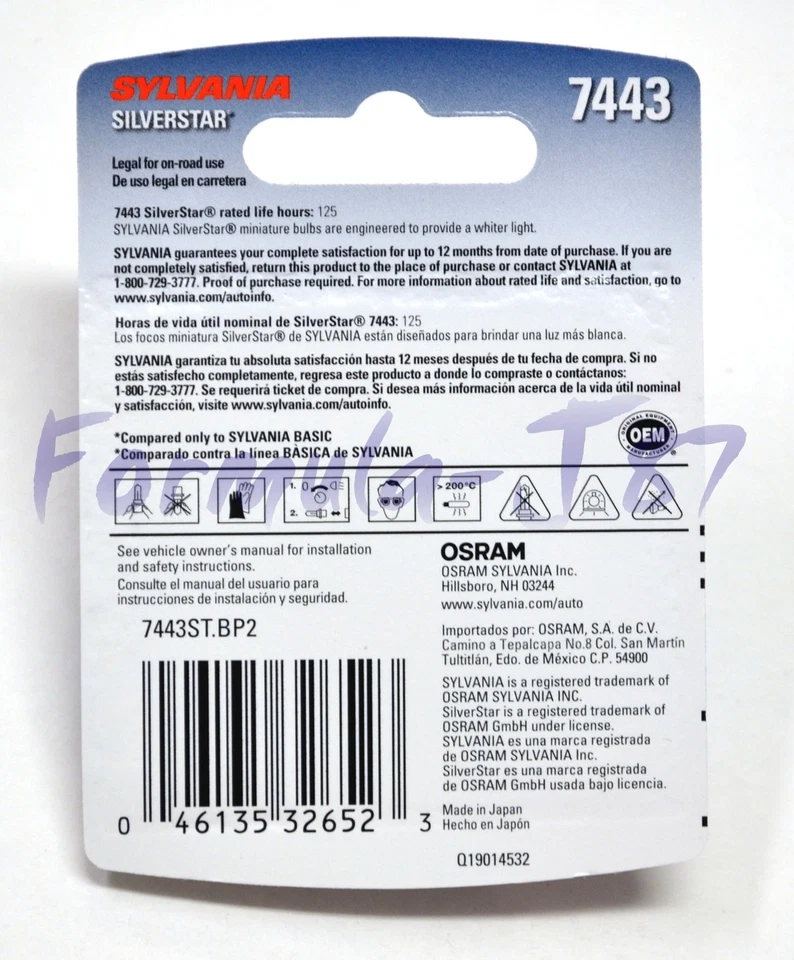 SYLVANIA
SILVERSTAR*
7443
Legal for on-road use
De uso legal en carretera
7443 SilverStar® rated life hours: 125
SYLVANIA SilverStar® miniature bulbs are engineered to provide a whiter light.
SYLVANIA guarantees your complete satisfaction for up to 12 months from date of purchase. If you are
not completely satisfied, return this product to the place of purchase or contact SYLVANIA at
1-800-729-3777. Proof of purchase required. For more information about rated life and satisfaction, go to
www.sylvania.com/autoinfo.
Horas de vida útil nominal de SilverStar® 7443: 125
Los focos miniatura SilverStar® de SYLVANIA están diseñados para brindar una luz más blanca.
SYLVANIA garantiza tu absoluta satisfacción hasta 12 meses después de tu fecha de compra. Si no
estás satisfecho completamente, regresa este producto a donde lo compraste o contáctanos:
1-800-729-3777. Se requerirá ticket de compra. Si desea más información acerca de la vida útil nominal
y satisfacción, visite www.sylvania.com/autoinfo.
*Compared only to SYLVANIA BASIC
*Comparado contra la línea BÀSICA de SYLVANIA
ORIGINAL EQUIPMENT
OEM
MANUFACTURER
®
Formula-T87
1.
2.
> 200°C
See vehicle owner's manual for installation
and safety instructions.
Consulte el manual del usuario para
instrucciones de instalación y seguridad.
7443ST.BP2
0 46135 32652 3
OSRAM
OSRAM SYLVANIA Inc.
Hillsboro, NH 03244
www.sylvania.com/auto
Importados por: OSRAM, S.A. de C.V.
Camino a Tepalcapa No.8 Col. San Martín
Tultitlán, Edo. de México C.P. 54900
SYLVANIA is a registered trademark of
OSRAM SYLVANIA INC.
SilverStar is a registered trademark of
OSRAM GmbH under license.
SYLVANIA es una marca registrada
de OSRAM SYLVANIA Inc.
SilverStar es una marca registrada
de OSRAM GmbH usada bajo licencia.
Made in Japan
Hecho en Japón
Q19014532